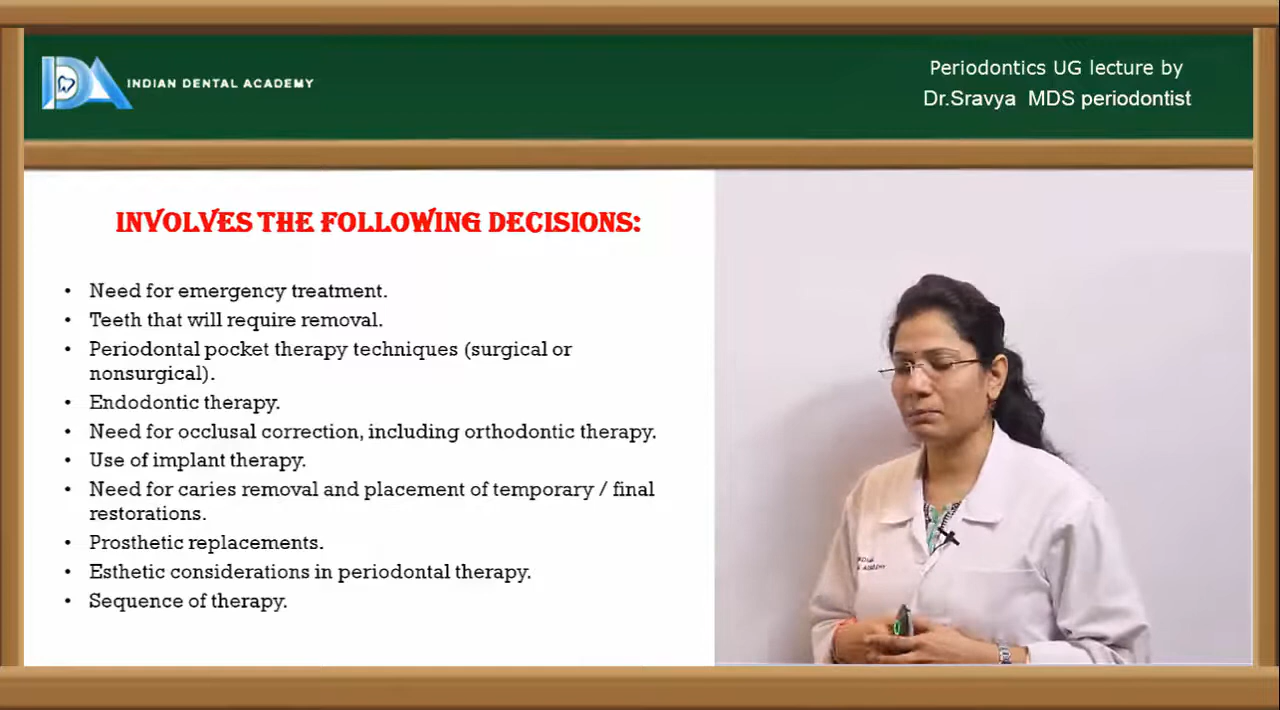 INDIAN DENTAL ACADEMY
Periodontics UG lecture by
Dr.Sravya MDS periodontist
INVOLVES THE FOLLOWING DECISIONS:
• Need for emergency treatment.
• Teeth that will require removal.
• Periodontal pocket therapy techniques (surgical or
nonsurgical).
• Endodontic therapy.
• Need for occlusal correction, including orthodontic therapy.
• Use of implant therapy.
• Need for caries removal and placement of temporary / final
restorations.
• Prosthetic replacements.
• Esthetic considerations in periodontal therapy.
• Sequence of therapy.